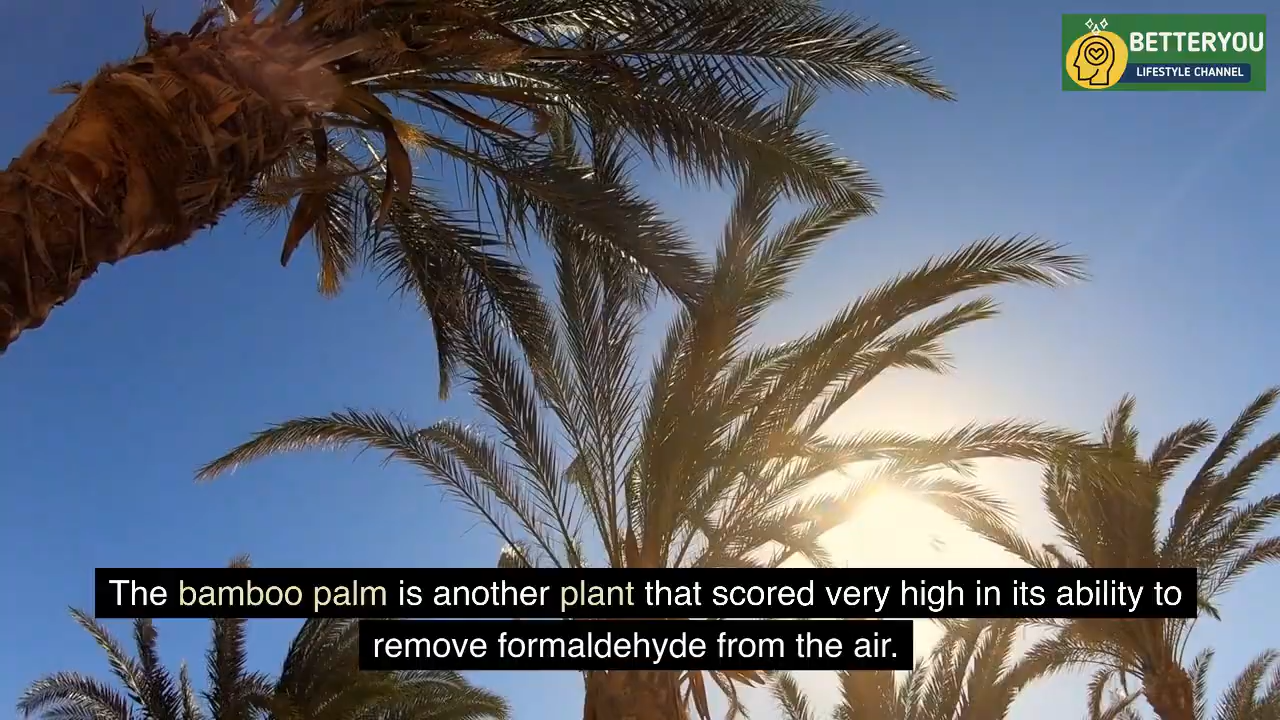 BETTERYOU
LIFESTYLE CHANNEL
The bamboo palm is another plant that scored very high in its ability to
remove formaldehyde from the air.